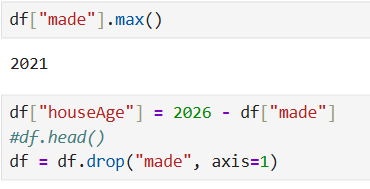 df["made"].max()
2021
df["houseAge"] = 2026 - df["made"]
#df.head()
df = df.drop("made", axis=1)